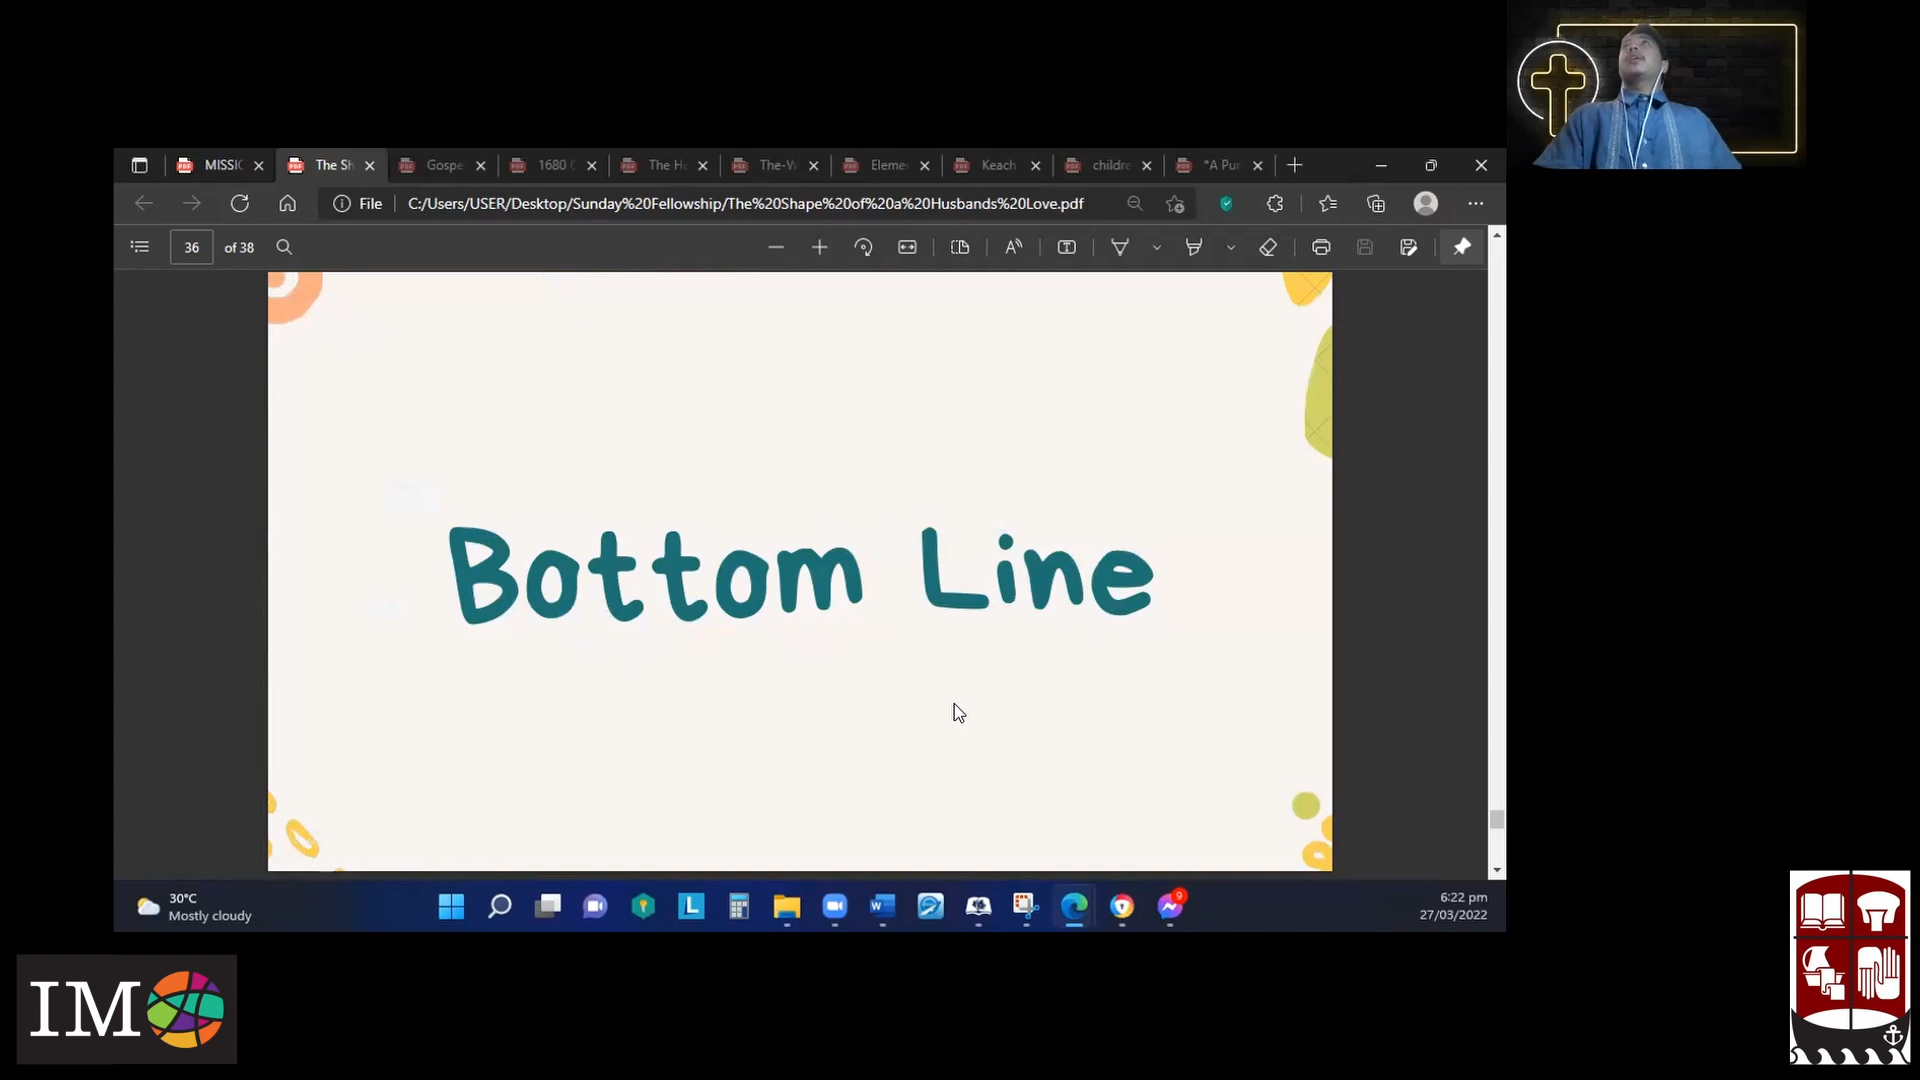 MISSIC
The Sh
Gospe
1680 C
The He
The-W
Eleme
Keach
childre
*A Pur
File
C:/Users/USER/Desktop/Sunday%20Fellowship/The%20Shape%20of%20a%20Husbands%20Love.pdf
36 of 38
Bottom Line
30°C
Mostly cloudy
L
W
9
6:22 pm
27/03/2022
IM